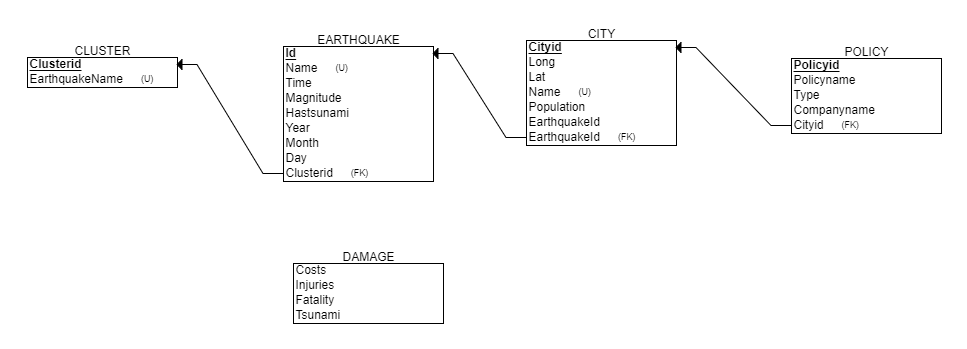 CLUSTER
Clusterid
EarthquakeName (U)
EARTHQUAKE
Id
Name (U)
Time
Magnitude
Hastsunami
Year
Month
Day
Clusterid (FK)
CITY
Cityid
Long
Lat
Name (U)
Population
EarthquakeId
EarthquakeId (FK)
POLICY
Policyid
Policyname
Type
Companyname
Cityid (FK)
DAMAGE
Costs
Injuries
Fatality
Tsunami